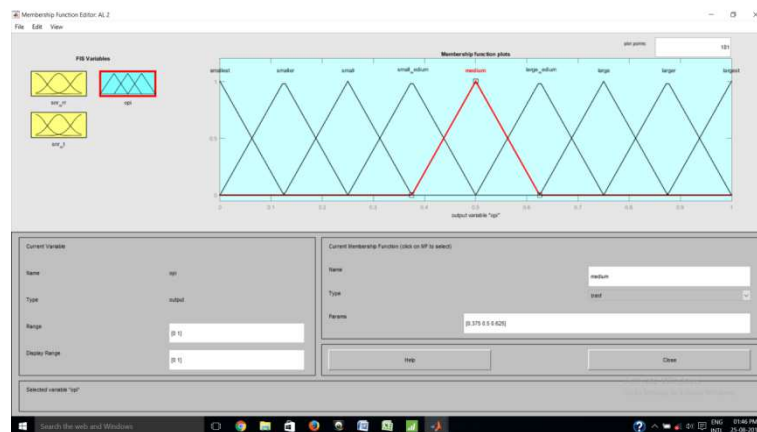 Membership Function Editor: AL 2
File Edit View
FIS Variables
opi
Membership function plots
plot points:
181
smallest smaller small small_edium medium large_edium large larger largest
1
0.5
0
0 0.1 0.2 0.3 0.4 0.5 0.6 0.7 0.8 0.9 1
output variable "opi"
Current Variable
Name opi
Type output
Range [0 1]
Display Range [0 1]
Current Membership Function (click on MF to select)
Name medium
Type trimf
Params [0.375 0.5 0.625]
Help Close
Selected variable "opi"
Search the web and Windows
ENG
INTL
01:46 PM